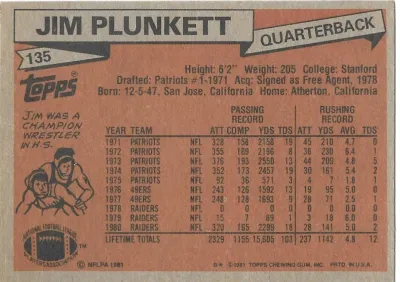 JIM PLUNKETT
QUARTERBACK
135
TOPPS
Height: 6'2" Weight: 205 College: Stanford
Drafted: Patriots #1-1971 Acq: Signed as Free Agent, 1978
Born: 12-5-47, San Jose, California Home: Atherton, California
JIM WAS A CHAMPION WRESTLER W.H.S.
PASSING RECORD RUSHING RECORD
YEAR TEAM ATT COMP YDS TDS ATT YDS AVG TDS
1971 PATRIOTS NFL 328 158 2158 19 45 210 4.7 0
1972 PATRIOTS NFL 355 169 2196 8 36 230 6.4
1973 PATRIOTS NFL 376 193 2550 13 44 209 4.8 5
1974 PATRIOTS NFL 352 173 2457 19 30 161 5.4 2
1975 PATRIOTS NFL 92 36 571 3 4 7 1.8
1976 49ERS NFL 243 126 1592 13 19 95 5.0 0
1977 49ERS NFL 248 128 1693 9 28 71 2.5
1978 RAIDERS NFL
1979 RAIDERS NFL 15 7 89 1 3 18 6.0 0
1980 RAIDERS NFL 320 165 2299 18 28 141 5.0
LIFETIME TOTALS 2329 1155 15,605 103 237 1142 4.8 12
NATIONAL FOOTBALL LEAGUE
© NFLPA 1981
© 1981 TOPPS CHEWING GUM, INC. PRTD. IN U.S.A.